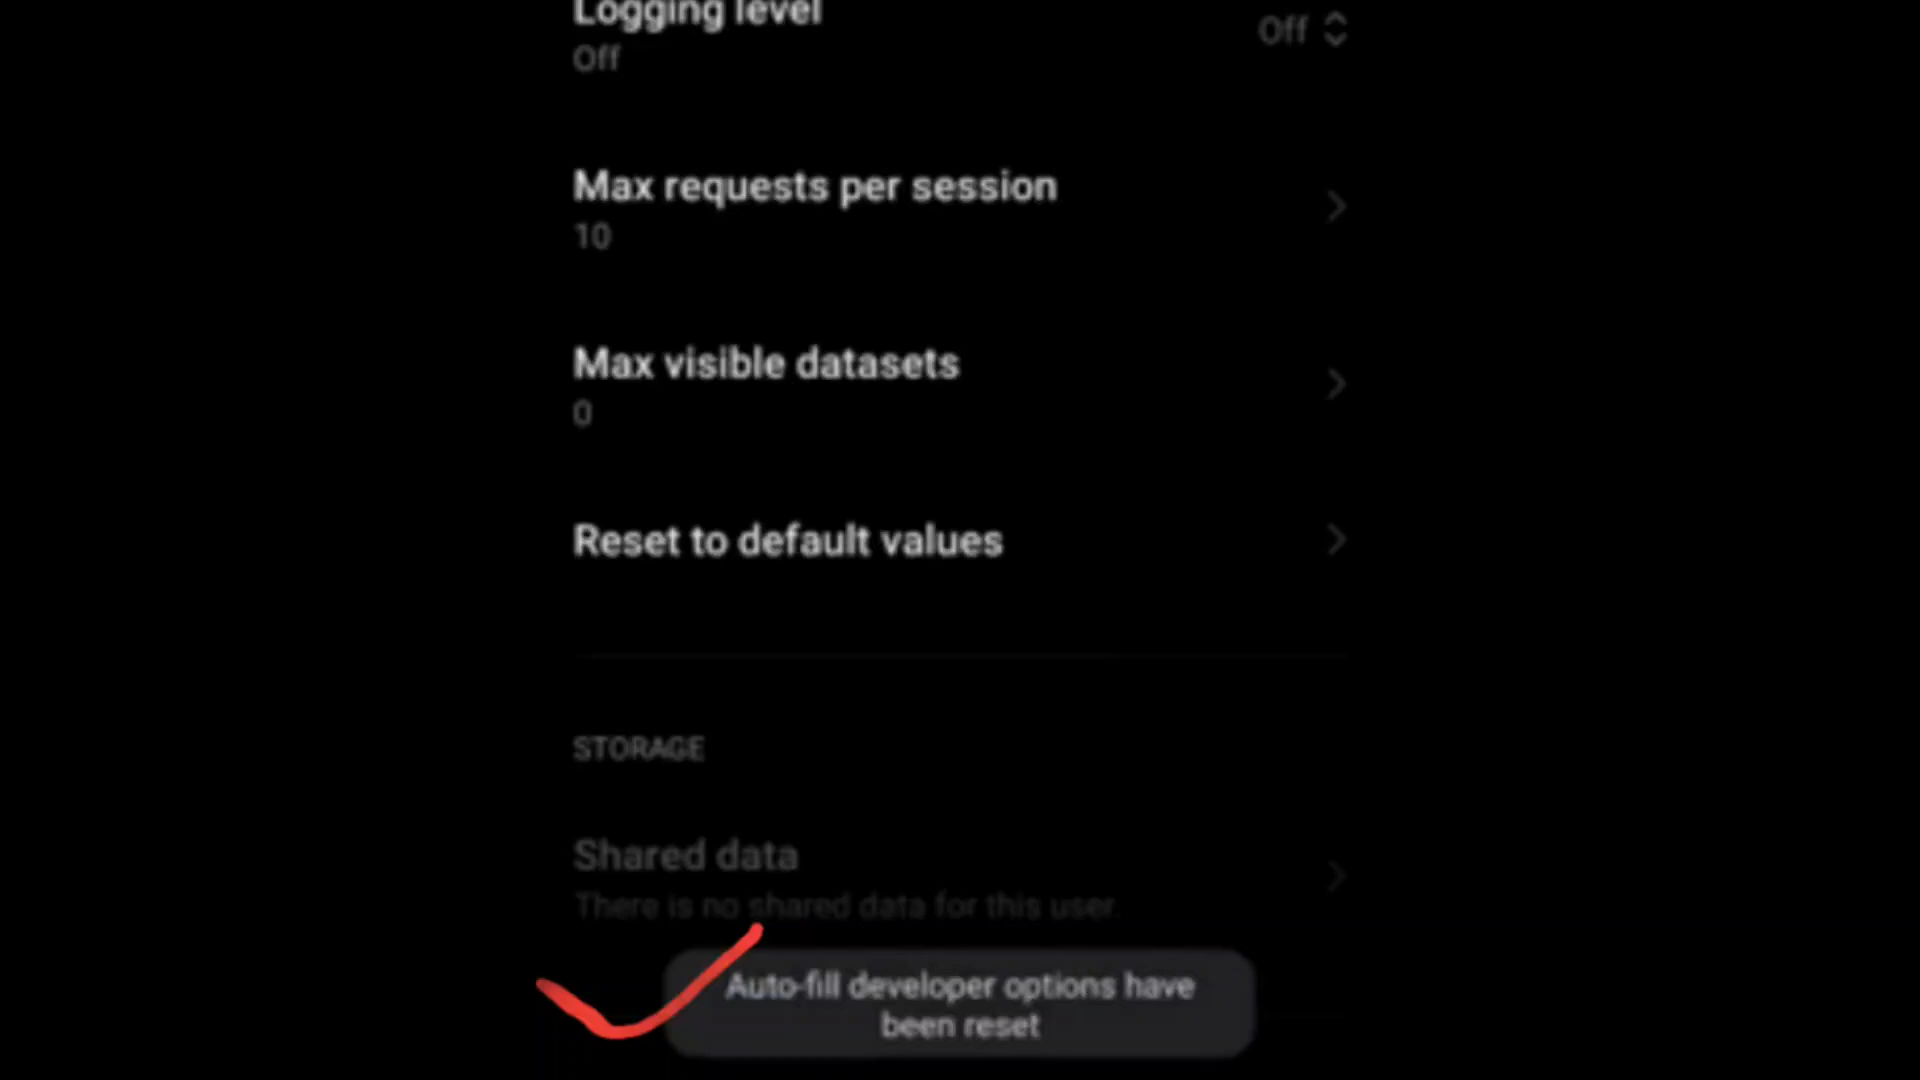 Logging level
Off
Off
Max requests per session
10
Max visible datasets
0
Reset to default values
STORAGE
Shared data
There is no shared data for this user.
Auto-fill developer options have
been reset